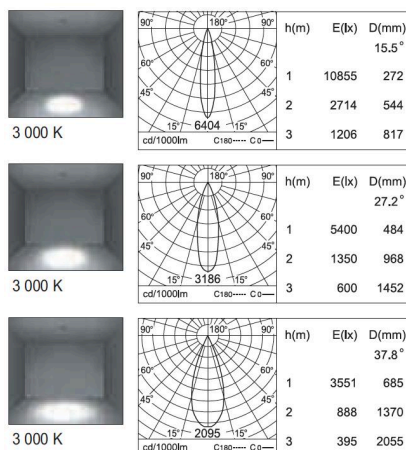 90° 180° 90°
60° 60°
45° 45°
15° 6404 15°
cd/1000lm C180----- C0—
3 000 K
h(m) E(lx) D(mm)
15.5°
1 10855 272
2 2714 544
3 1206 817
90° 180° 90°
60° 60°
45° 45°
15° 3186 15°
cd/1000lm C180----- C0—
3 000 K
h(m) E(lx) D(mm)
27.2°
1 5400 484
2 1350 968
3 600 1452
90° 180° 90°
60° 60°
45° 45°
15° 2095 15°
cd/1000lm C180----- C0—
3 000 K
h(m) E(lx) D(mm)
37.8°
1 3551 685
2 888 1370
3 395 2055